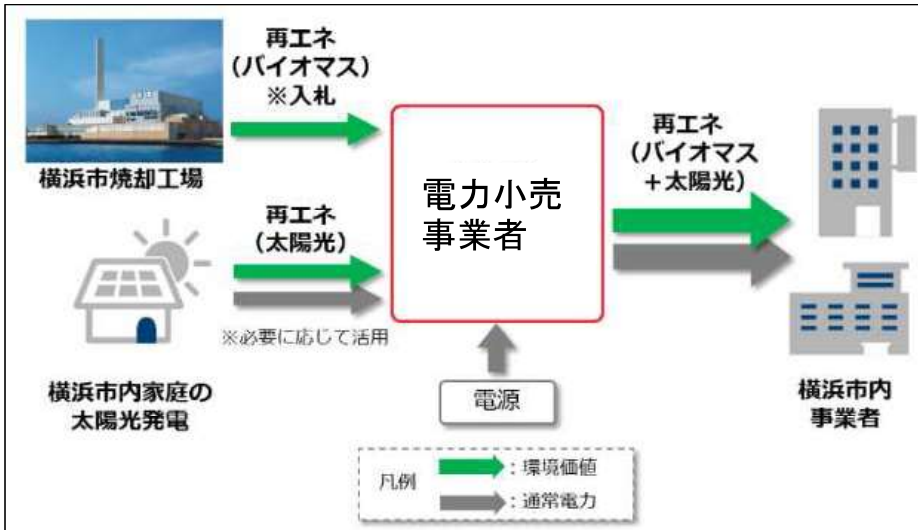 再エネ
(バイオマス)
※入札
横浜市焼却工場
再エネ
(太陽光)
※必要に応じて活用
横浜市内家庭の
太陽光発電
電力小売
事業者
電源
再エネ
(バイオマス
+太陽光)
横浜市内
事業者
凡例
:環境価値
:通常電力